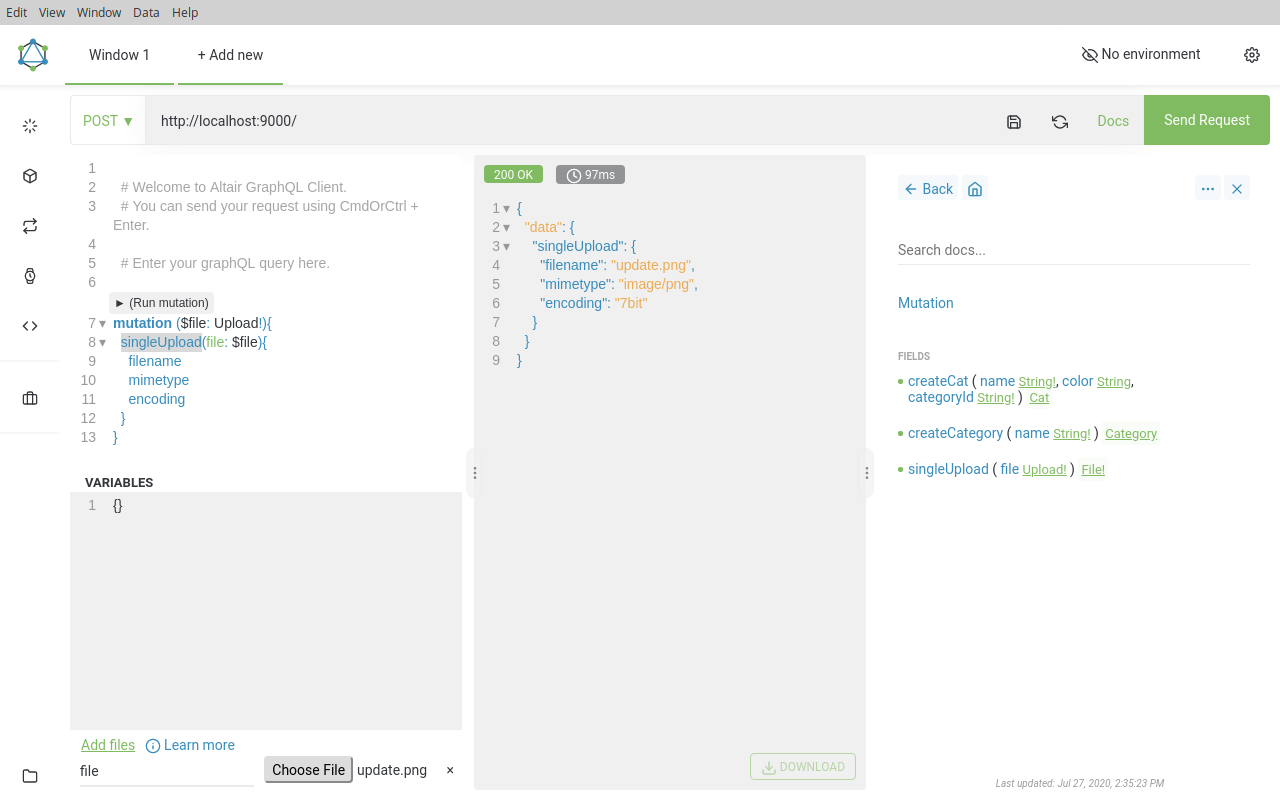 Edit View Window Data Help
Window 1 + Add new No environment
POST ▼ http://localhost:9000/ Docs Send Request
1
2 # Welcome to Altair GraphQL Client.
3 # You can send your request using CmdOrCtrl +
Enter.
4
5 # Enter your graphQL query here.
6
► (Run mutation)
7 ▼ mutation ($file: Upload!){
8 ▼ singleUpload(file: $file){
9 filename
10 mimetype
11 encoding
12 }
13 }
VARIABLES
1 {}
Add files Learn more
file Choose File update.png ×
200 OK 97ms
1 ▼ {
2 ▼ "data": {
3 ▼ "singleUpload": {
4 "filename": "update.png",
5 "mimetype": "image/png",
6 "encoding": "7bit"
7 }
8 }
9 }
DOWNLOAD
Back
Search docs...
Mutation
FIELDS
createCat ( name String!, color String,
categoryId String! ) Cat
createCategory ( name String! ) Category
singleUpload ( file Upload! ) File!
Last updated: Jul 27, 2020, 2:35:23 PM